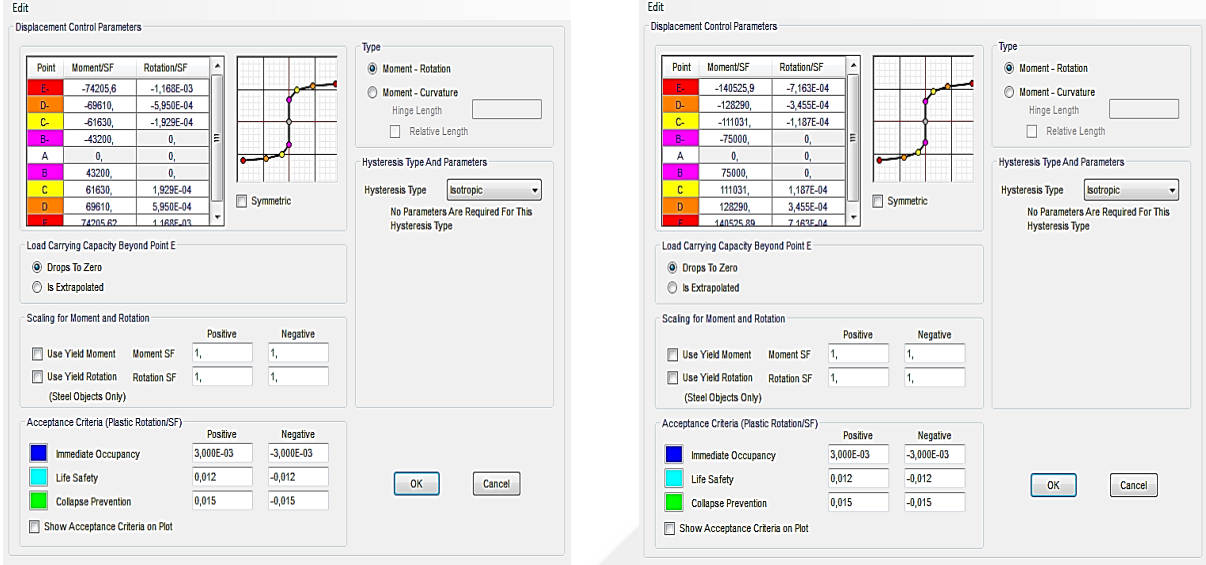 Edit
Displacement Control Parameters
Point Moment/SF Rotation/SF
E- -74205,6 -1,168E-03
D- -69610, -5,950E-04
C- -61630, -1,929E-04
B- -43200, 0,
A 0, 0,
B 43200, 0,
C 61630, 1,929E-04
D 69610, 5,950E-04
E 74205,62 1,168E-03
Symmetric
Type
Moment - Rotation
Moment - Curvature
Hinge Length
Relative Length
Hysteresis Type And Parameters
Hysteresis Type Isotropic
No Parameters Are Required For This
Hysteresis Type
Load Carrying Capacity Beyond Point E
Drops To Zero
Is Extrapolated
Scaling for Moment and Rotation
Positive Negative
Use Yield Moment Moment SF 1, 1,
Use Yield Rotation Rotation SF 1, 1,
(Steel Objects Only)
Acceptance Criteria (Plastic Rotation/SF)
Positive Negative
Immediate Occupancy 3,000E-03 -3,000E-03
Life Safety 0,012 -0,012
Collapse Prevention 0,015 -0,015
Show Acceptance Criteria on Plot
OK Cancel
Edit
Displacement Control Parameters
Point Moment/SF Rotation/SF
E- -140525,9 -7,163E-04
D- -128290, -3,455E-04
C- -111031, -1,187E-04
B- -75000, 0,
A 0, 0,
B 75000, 0,
C 111031, 1,187E-04
D 128290, 3,455E-04
E 140525,89 7,163E-04
Symmetric
Type
Moment - Rotation
Moment - Curvature
Hinge Length
Relative Length
Hysteresis Type And Parameters
Hysteresis Type Isotropic
No Parameters Are Required For This
Hysteresis Type
Load Carrying Capacity Beyond Point E
Drops To Zero
Is Extrapolated
Scaling for Moment and Rotation
Positive Negative
Use Yield Moment Moment SF 1, 1,
Use Yield Rotation Rotation SF 1, 1,
(Steel Objects Only)
Acceptance Criteria (Plastic Rotation/SF)
Positive Negative
Immediate Occupancy 3,000E-03 -3,000E-03
Life Safety 0,012 -0,012
Collapse Prevention 0,015 -0,015
Show Acceptance Criteria on Plot
OK Cancel